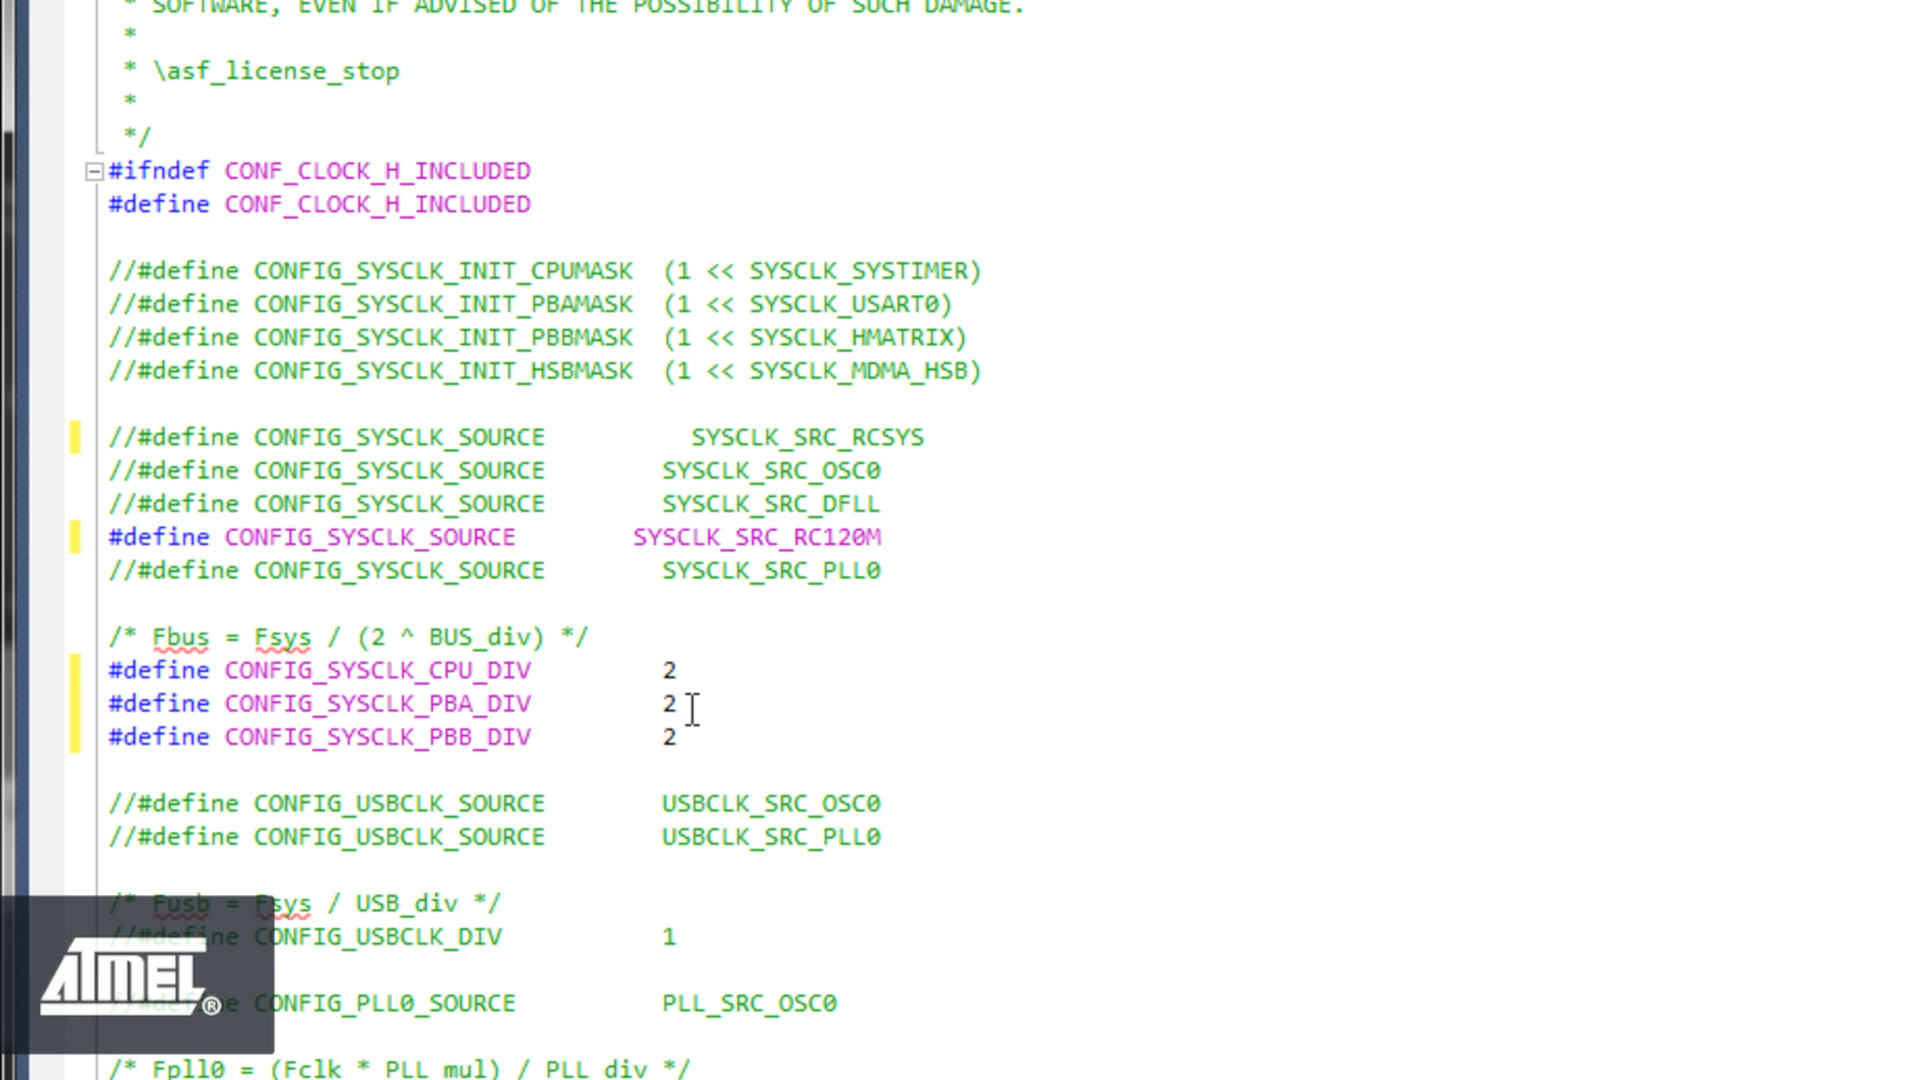 * SOFTWARE, EVEN IF ADVISED OF THE POSSIBILITY OF SUCH DAMAGE.
*
* \asf_license_stop
*
*/
#ifndef CONF_CLOCK_H_INCLUDED
#define CONF_CLOCK_H_INCLUDED
//#define CONFIG_SYSCLK_INIT_CPUMASK  (1 << SYSCLK_SYSTIMER)
//#define CONFIG_SYSCLK_INIT_PBAMASK  (1 << SYSCLK_USART0)
//#define CONFIG_SYSCLK_INIT_PBBMASK  (1 << SYSCLK_HMATRIX)
//#define CONFIG_SYSCLK_INIT_HSBMASK  (1 << SYSCLK_MDMA_HSB)
//#define CONFIG_SYSCLK_SOURCE          SYSCLK_SRC_RCSYS
//#define CONFIG_SYSCLK_SOURCE        SYSCLK_SRC_OSC0
//#define CONFIG_SYSCLK_SOURCE        SYSCLK_SRC_DFLL
#define CONFIG_SYSCLK_SOURCE        SYSCLK_SRC_RC120M
//#define CONFIG_SYSCLK_SOURCE        SYSCLK_SRC_PLL0
/* Fbus = Fsys / (2 ^ BUS_div) */
#define CONFIG_SYSCLK_CPU_DIV         2
#define CONFIG_SYSCLK_PBA_DIV         2
#define CONFIG_SYSCLK_PBB_DIV         2
//#define CONFIG_USBCLK_SOURCE        USBCLK_SRC_OSC0
//#define CONFIG_USBCLK_SOURCE        USBCLK_SRC_PLL0
/* Fusb = Fsys / USB_div */
//#define CONFIG_USBCLK_DIV           1
//#define CONFIG_PLL0_SOURCE          PLL_SRC_OSC0
/* Fpll0 = (Fclk * PLL_mul) / PLL_div */
ATMEL®